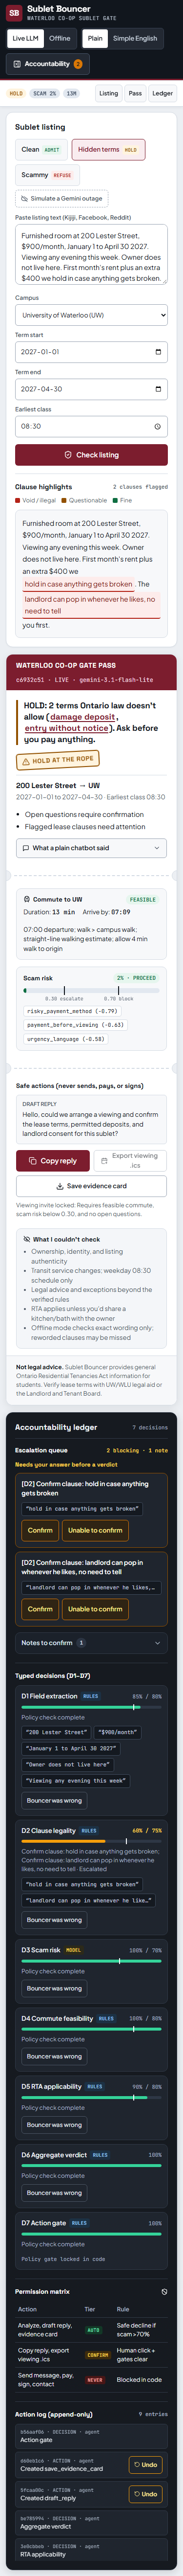 SB
Sublet Bouncer
WATERLOO CO-OP SUBLET GATE
Live LLM
Offline
Plain
Simple English
Accountability 2
HOLD
SCAM 2%
13M
Listing
Pass
Ledger
Sublet listing
Clean ADMIT
Hidden terms HOLD
Scammy REFUSE
Simulate a Gemini outage
Paste listing text (Kijiji, Facebook, Reddit)
Furnished room at 200 Lester Street,
$900/month, January 1 to April 30 2027.
Viewing any evening this week. Owner does
not live here. First month's rent plus an extra
$400 we hold in case anything gets broken.
Campus
University of Waterloo (UW)
Term start
2027-01-01
Term end
2027-04-30
Earliest class
08:30
Check listing
Clause highlights
2 clauses flagged
Void / illegal
Questionable
Fine
Furnished room at 200 Lester Street,
$900/month, January 1 to April 30 2027.
Viewing any evening this week. Owner does
not live here. First month's rent plus an
extra $400 we
hold in case anything gets broken . The
landlord can pop in whenever he likes, no
need to tell
you first.
WATERLOO CO-OP GATE PASS
c6932c51 · LIVE · gemini-3.1-flash-lite
HOLD: 2 terms Ontario law doesn't
allow (damage deposit,
entry without notice). Ask before
you pay anything.
HOLD AT THE ROPE
200 Lester Street → UW
2027-01-01 to 2027-04-30 · Earliest class 08:30
Open questions require confirmation
Flagged lease clauses need attention
What a plain chatbot said
Commute to UW
FEASIBLE
Duration: 13 min Arrive by: 07:09
07:00 departure; walk > campus walk;
straight-line walking estimate; allow 4 min
walk to origin
Scam risk
2% · PROCEED
0.30 escalate
0.70 block
risky_payment_method (-0.79)
payment_before_viewing (-0.63)
urgency_language (-0.58)
Safe actions (never sends, pays, or signs)
DRAFT REPLY
Hello, could we arrange a viewing and confirm
the lease terms, permitted deposits, and
landlord consent for this sublet?
Copy reply
Export viewing
.ics
Save evidence card
Viewing invite locked: Requires feasible commute,
scam risk below 0.30, and no open questions.
What I couldn't check
Ownership, identity, and listing
authenticity
Transit service changes: weekday 08:30
schedule only
Legal advice and exceptions beyond the
verified rules
RTA applies unless you'd share a
kitchen/bath with the owner
Offline mode checks exact wording only;
reworded clauses may be missed
Not legal advice. Sublet Bouncer provides general
Ontario Residential Tenancies Act information for
students. Verify lease terms with UW/WLU legal aid or
the Landlord and Tenant Board.
Accountability ledger
7 decisions
Escalation queue
2 blocking · 1 note
Needs your answer before a verdict
[D2] Confirm clause: hold in case anything
gets broken
"hold in case anything gets broken"
Confirm
Unable to confirm
[D2] Confirm clause: landlord can pop in
whenever he likes, no need to tell
"landlord can pop in whenever he likes,…
Confirm
Unable to confirm
Notes to confirm 1
Typed decisions (D1–D7)
D1 Field extraction RULES
85% / 80%
Policy check complete
"200 Lester Street"
"$900/month"
"January 1 to April 30 2027"
"Owner does not live here"
"Viewing any evening this week"
Bouncer was wrong
D2 Clause legality RULES
60% / 75%
Confirm clause: hold in case anything gets broken;
Confirm clause: landlord can pop in whenever he
likes, no need to tell · Escalated
"hold in case anything gets broken"
"landlord can pop in whenever he like…"
Bouncer was wrong
D3 Scam risk MODEL
100% / 70%
Policy check complete
Bouncer was wrong
D4 Commute feasibility RULES
100% / 80%
Policy check complete
Bouncer was wrong
D5 RTA applicability RULES
90% / 80%
Policy check complete
Bouncer was wrong
D6 Aggregate verdict RULES
100%
Policy check complete
Bouncer was wrong
D7 Action gate RULES
100%
Policy gate locked in code
Bouncer was wrong
Permission matrix
Action
Tier
Rule
Analyze, draft reply,
evidence card
AUTO
Safe decline if
scam >70%
Copy reply, export
viewing .ics
CONFIRM
Human click +
gates clear
Send message, pay,
sign, contact
NEVER
Blocked in code
Action log (append-only)
9 entries
DECISION · agent
Action gate
ACTION · agent
Created save_evidence_card
Undo
ACTION · agent
Created draft_reply
Undo
DECISION · agent
Aggregate verdict
DECISION · agent
RTA applicability